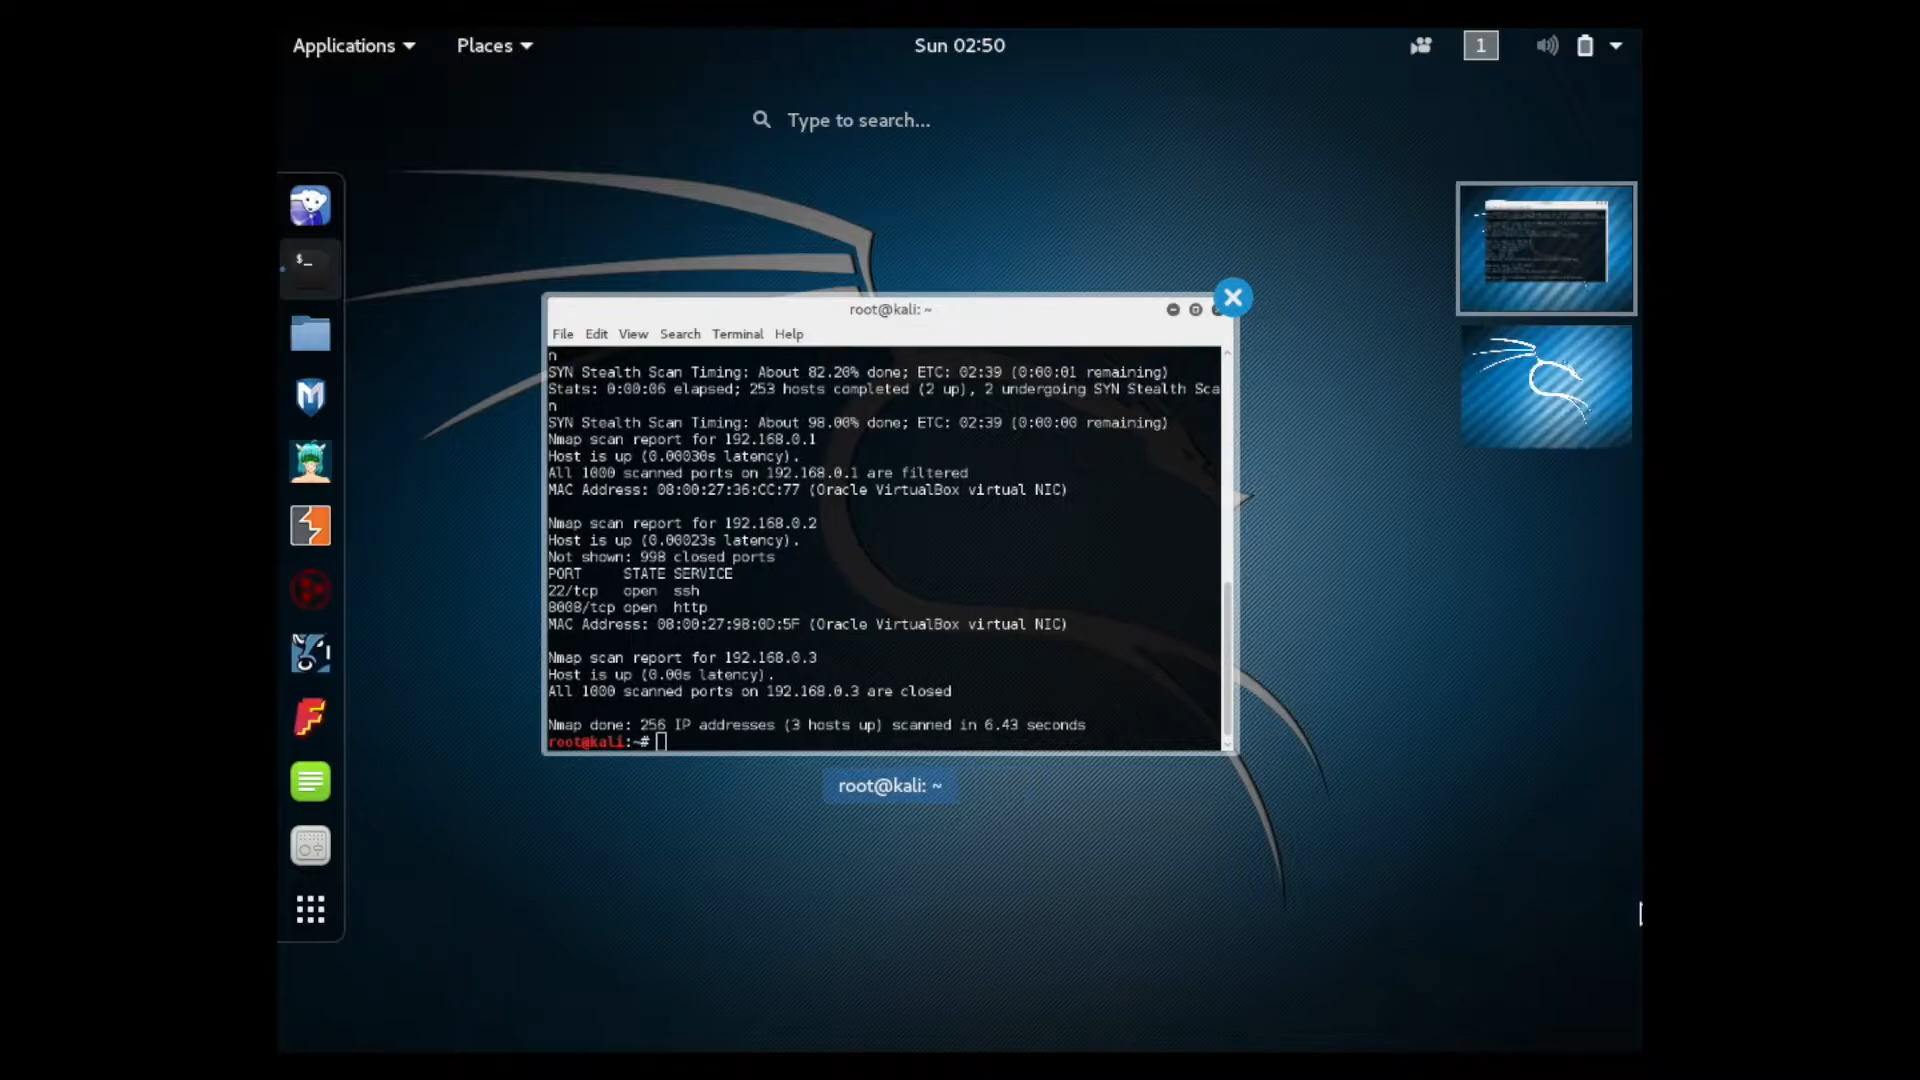 Applications Places Sun 02:50 1
Type to search...
root@kali: ~
File Edit View Search Terminal Help
n
SYN Stealth Scan Timing: About 82.20% done; ETC: 02:39 (0:00:01 remaining)
Stats: 0:00:06 elapsed; 253 hosts completed (2 up), 2 undergoing SYN Stealth Sca
n
SYN Stealth Scan Timing: About 98.00% done; ETC: 02:39 (0:00:00 remaining)
Nmap scan report for 192.168.0.1
Host is up (0.00030s latency).
All 1000 scanned ports on 192.168.0.1 are filtered
MAC Address: 08:00:27:36:CC:77 (Oracle VirtualBox virtual NIC)
Nmap scan report for 192.168.0.2
Host is up (0.00023s latency).
Not shown: 998 closed ports
PORT STATE SERVICE
22/tcp open ssh
8008/tcp open http
MAC Address: 08:00:27:98:0D:5F (Oracle VirtualBox virtual NIC)
Nmap scan report for 192.168.0.3
Host is up (0.00s latency).
All 1000 scanned ports on 192.168.0.3 are closed
Nmap done: 256 IP addresses (3 hosts up) scanned in 6.43 seconds
root@kali:~#
root@kali: ~